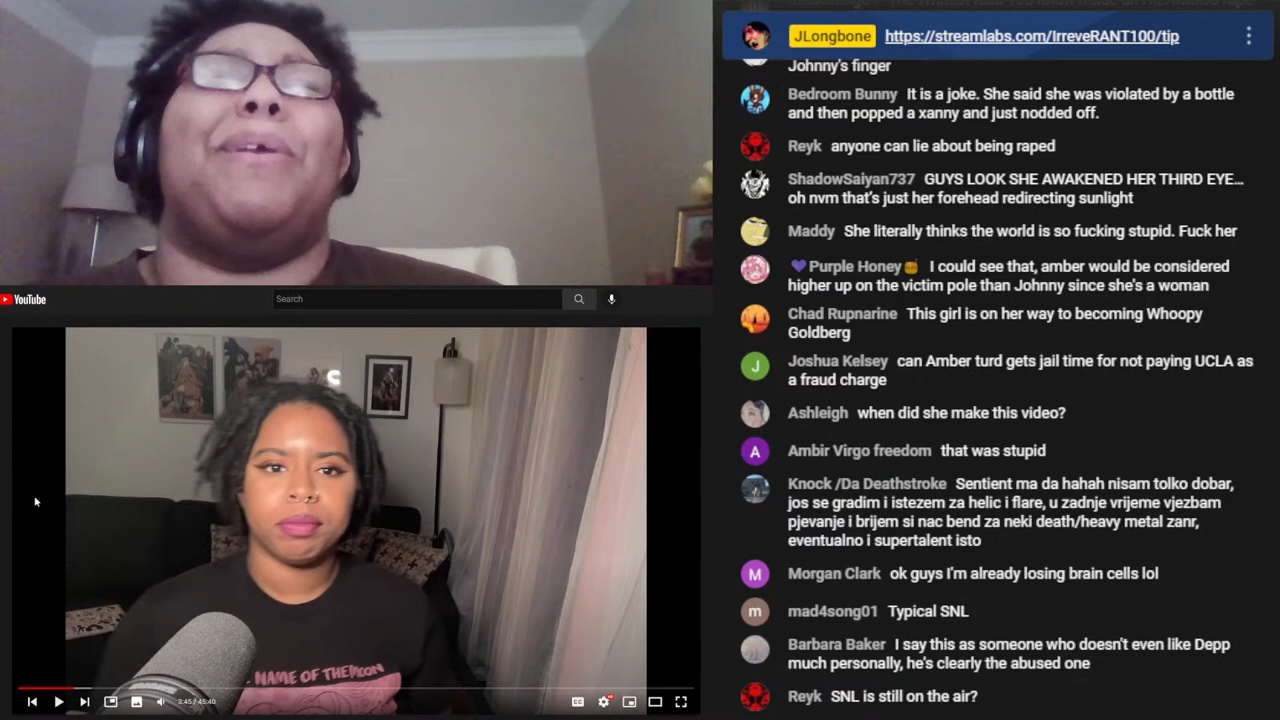 JLongbone https://streamlabs.com/IrreveRANT100/tip
Johnny's finger
Bedroom Bunny It is a joke. She said she was violated by a bottle
and then popped a xanny and just nodded off.
Reyk anyone can lie about being raped
ShadowSaiyan737 GUYS LOOK SHE AWAKENED HER THIRD EYE...
oh nvm that's just her forehead redirecting sunlight
Maddy She literally thinks the world is so fucking stupid. Fuck her
💜Purple Honey🍯 I could see that, amber would be considered
higher up on the victim pole than Johnny since she's a woman
Chad Rupnarine This girl is on her way to becoming Whoopy
Goldberg
J Joshua Kelsey can Amber turd gets jail time for not paying UCLA as
a fraud charge
Ashleigh when did she make this video?
A Ambir Virgo freedom that was stupid
Knock /Da Deathstroke Sentient ma da hahah nisam tolko dobar,
jos se gradim i istezem za helic i flare, u zadnje vrijeme vjezbam
pjevanje i brijem si nac bend za neki death/heavy metal zanr,
eventualno i supertalent isto
M Morgan Clark ok guys I'm already losing brain cells lol
m mad4song01 Typical SNL
Barbara Baker I say this as someone who doesn't even like Depp
much personally, he's clearly the abused one
Reyk SNL is still on the air?
YouTube
Search
NAME OF THE MOON
3:45 / 45:40
CC
HD